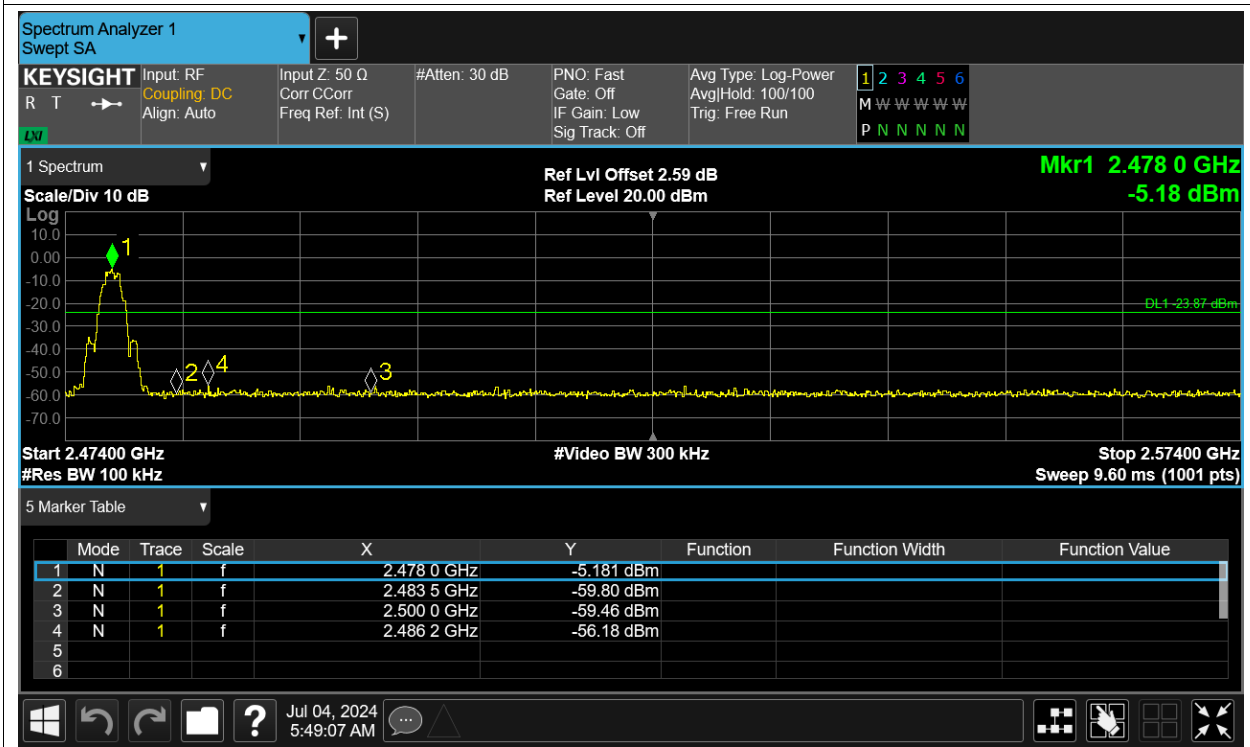 Spectrum Analyzer 1
Swept SA
KEYSIGHT
R T
LXI
Input: RF
Coupling: DC
Align: Auto
Input Z: 50 Ω
Corr CCorr
Freq Ref: Int (S)
#Atten: 30 dB
PNO: Fast
Gate: Off
IF Gain: Low
Sig Track: Off
Avg Type: Log-Power
Avg|Hold: 100/100
Trig: Free Run
1 2 3 4 5 6
M W W W W W
P N N N N N
1 Spectrum
Scale/Div 10 dB
Ref Lvl Offset 2.59 dB
Ref Level 20.00 dBm
Mkr1 2.478 0 GHz
-5.18 dBm
Log
10.0
0.00
-10.0
-20.0
-30.0
-40.0
-50.0
-60.0
-70.0
1
2
4
3
DL1 -23.87 dBm
Start 2.47400 GHz
#Video BW 300 kHz
Stop 2.57400 GHz
#Res BW 100 kHz
Sweep 9.60 ms (1001 pts)
5 Marker Table
Mode Trace Scale X Y Function Function Width Function Value
1 N 1 f 2.478 0 GHz -5.181 dBm
2 N 1 f 2.483 5 GHz -59.80 dBm
3 N 1 f 2.500 0 GHz -59.46 dBm
4 N 1 f 2.486 2 GHz -56.18 dBm
5
6
?
Jul 04, 2024
5:49:07 AM